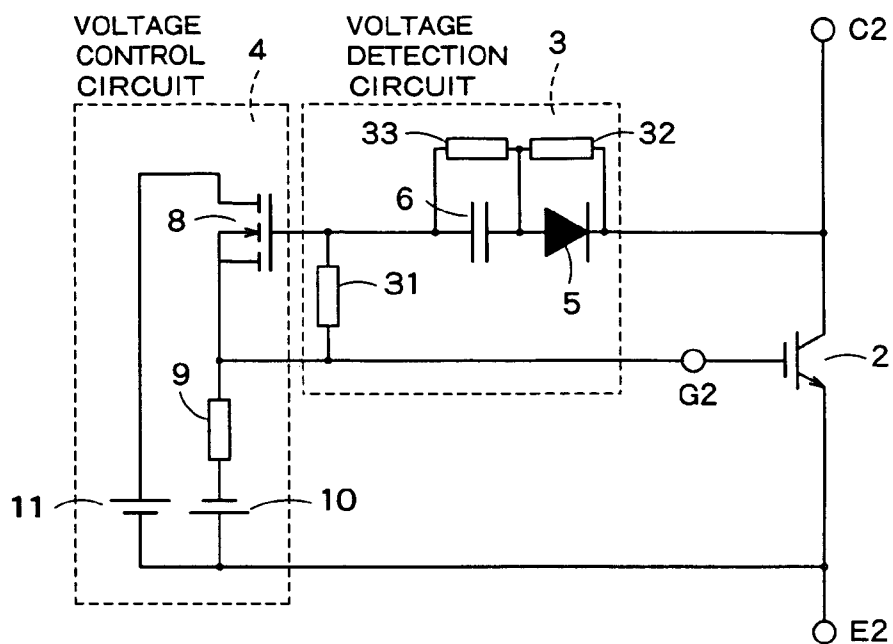 VOLTAGE
CONTROL
CIRCUIT
4
VOLTAGE
DETECTION
CIRCUIT
3
C2
33
32
6
8
5
31
2
G2
9
11
10
E2